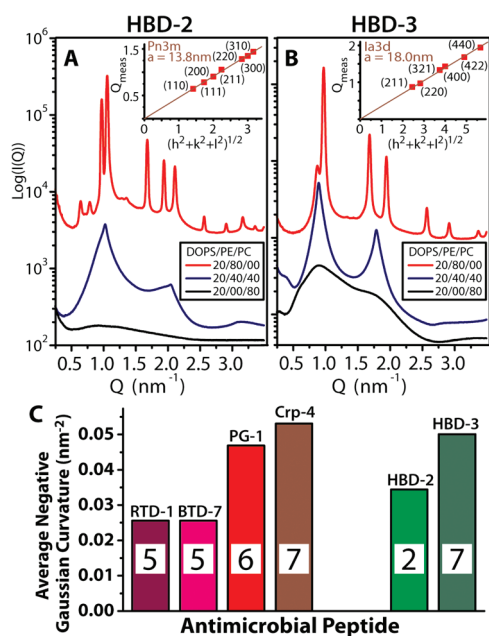 HBD-2
HBD-3
Log(I(Q))
10⁶
10⁵
10⁴
10³
10²
A
Q_meas
1.5
1.0
0.5
Pn3m
a = 13.8nm
(110)
(200)
(111)
(220)
(211)
(310)
(300)
0
1
2
3
(h²+k²+l²)^1/2
DOPS/PE/PC
20/80/00
20/40/40
20/00/80
0.5
1.0
1.5
2.0
2.5
3.0
Q (nm⁻¹)
B
Q_meas
2
1
0
Ia3d
a = 18.0nm
(211)
(220)
(321)
(400)
(440)
(422)
0
1
2
3
4
5
(h²+k²+l²)^1/2
DOPS/PE/PC
20/80/00
20/40/40
20/00/80
0.5
1.0
1.5
2.0
2.5
3.0
Q (nm⁻¹)
C
Average Negative
Gaussian Curvature (nm⁻²)
0.05
0.04
0.03
0.02
0.01
0.00
RTD-1
BTD-7
PG-1
Crp-4
HBD-2
HBD-3
5
5
6
7
2
7
Antimicrobial Peptide